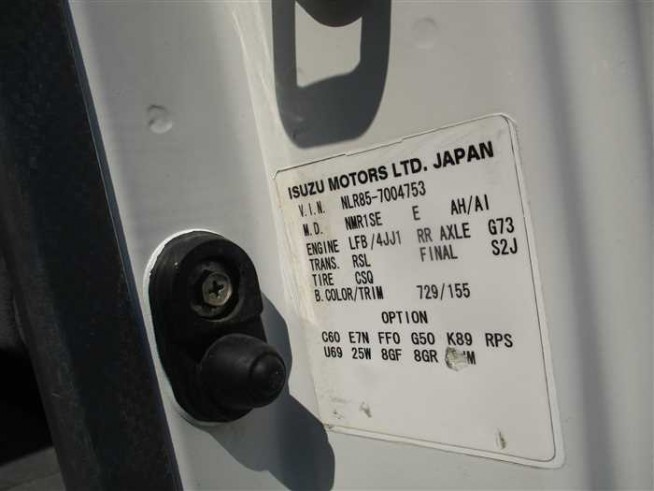 ISUZU MOTORS LTD. JAPAN
V.I.N. NLR85-7004753
M.D. NMR1SE E AH/AI
ENGINE LFB/4JJ1 RR AXLE G73
TRANS. RSL FINAL S2J
TIRE CSQ
B.COLOR/TRIM 729/155
OPTION
C60 E7N FF0 G50 K89 RPS
U69 25W 8GF 8GR